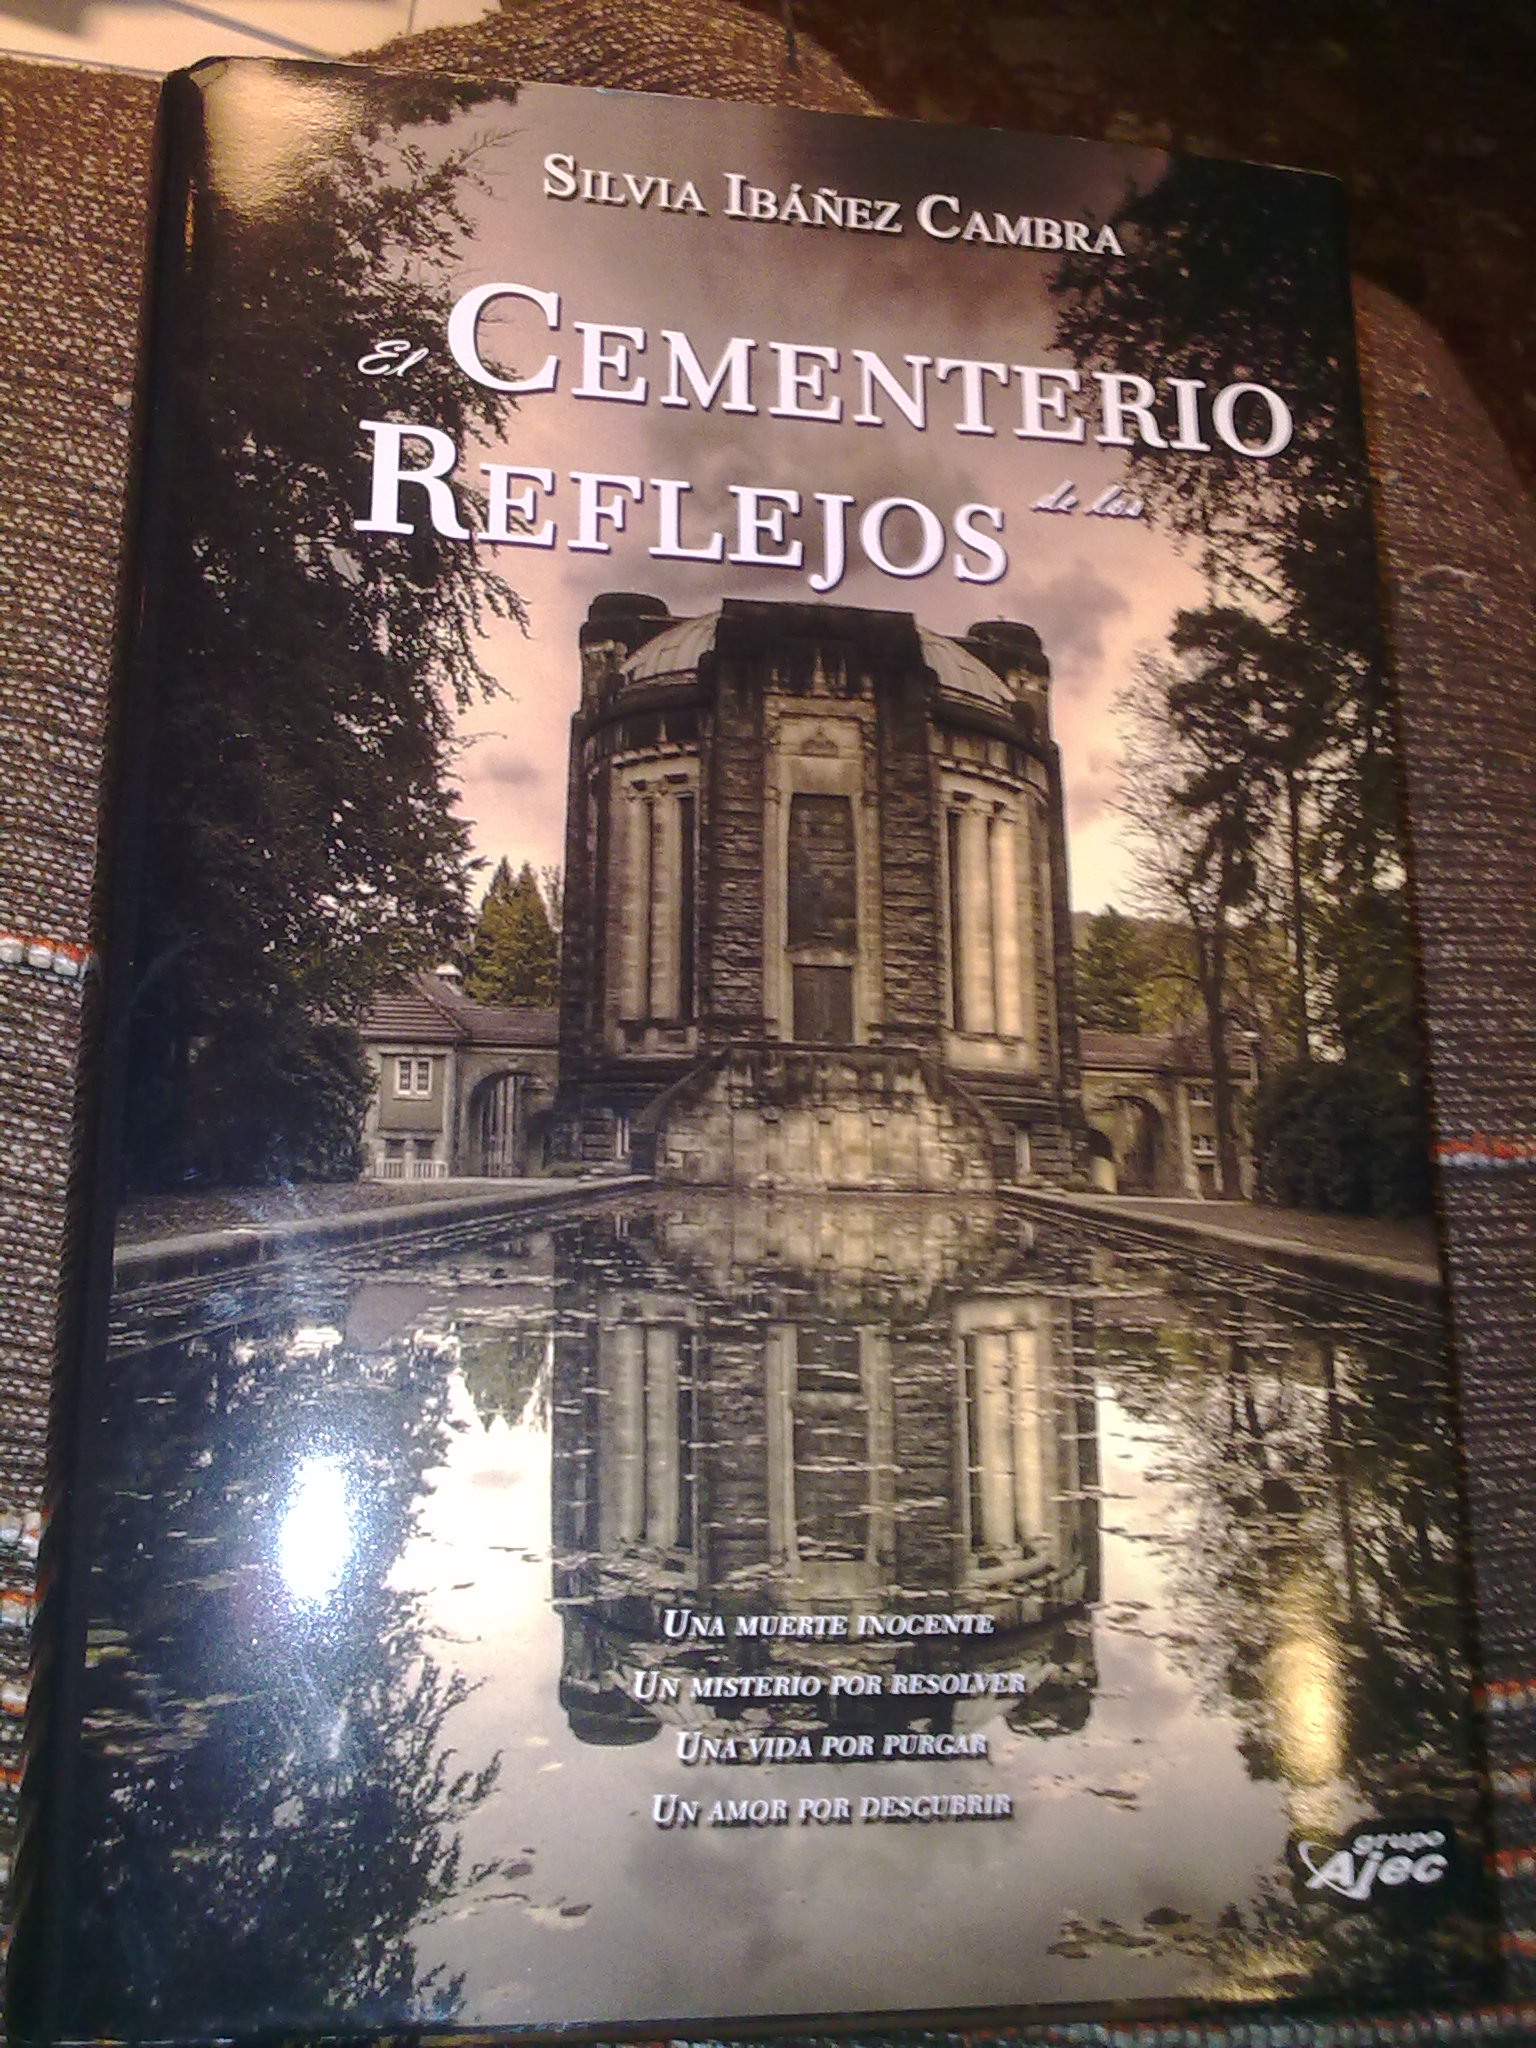 Silvia Ibáñez Cambra
El Cementerio
de los
Reflejos
Una muerte inocente
Un misterio por resolver
Una vida por purgar
Un amor por descubrir
grupo
Ajec